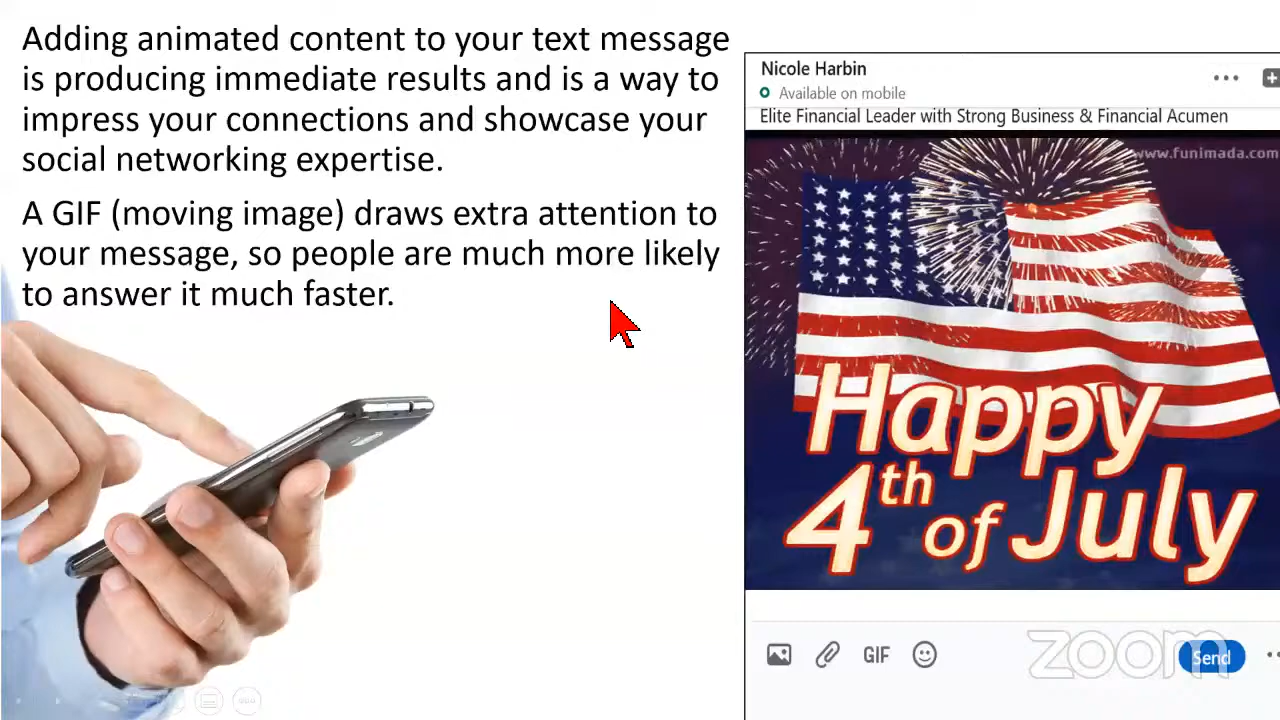 Adding animated content to your text message
is producing immediate results and is a way to
impress your connections and showcase your
social networking expertise.
A GIF (moving image) draws extra attention to
your message, so people are much more likely
to answer it much faster.
Nicole Harbin
Available on mobile
Elite Financial Leader with Strong Business & Financial Acumen
www.funimada.com
Happy
4th
of July
GIF
zoom
Send